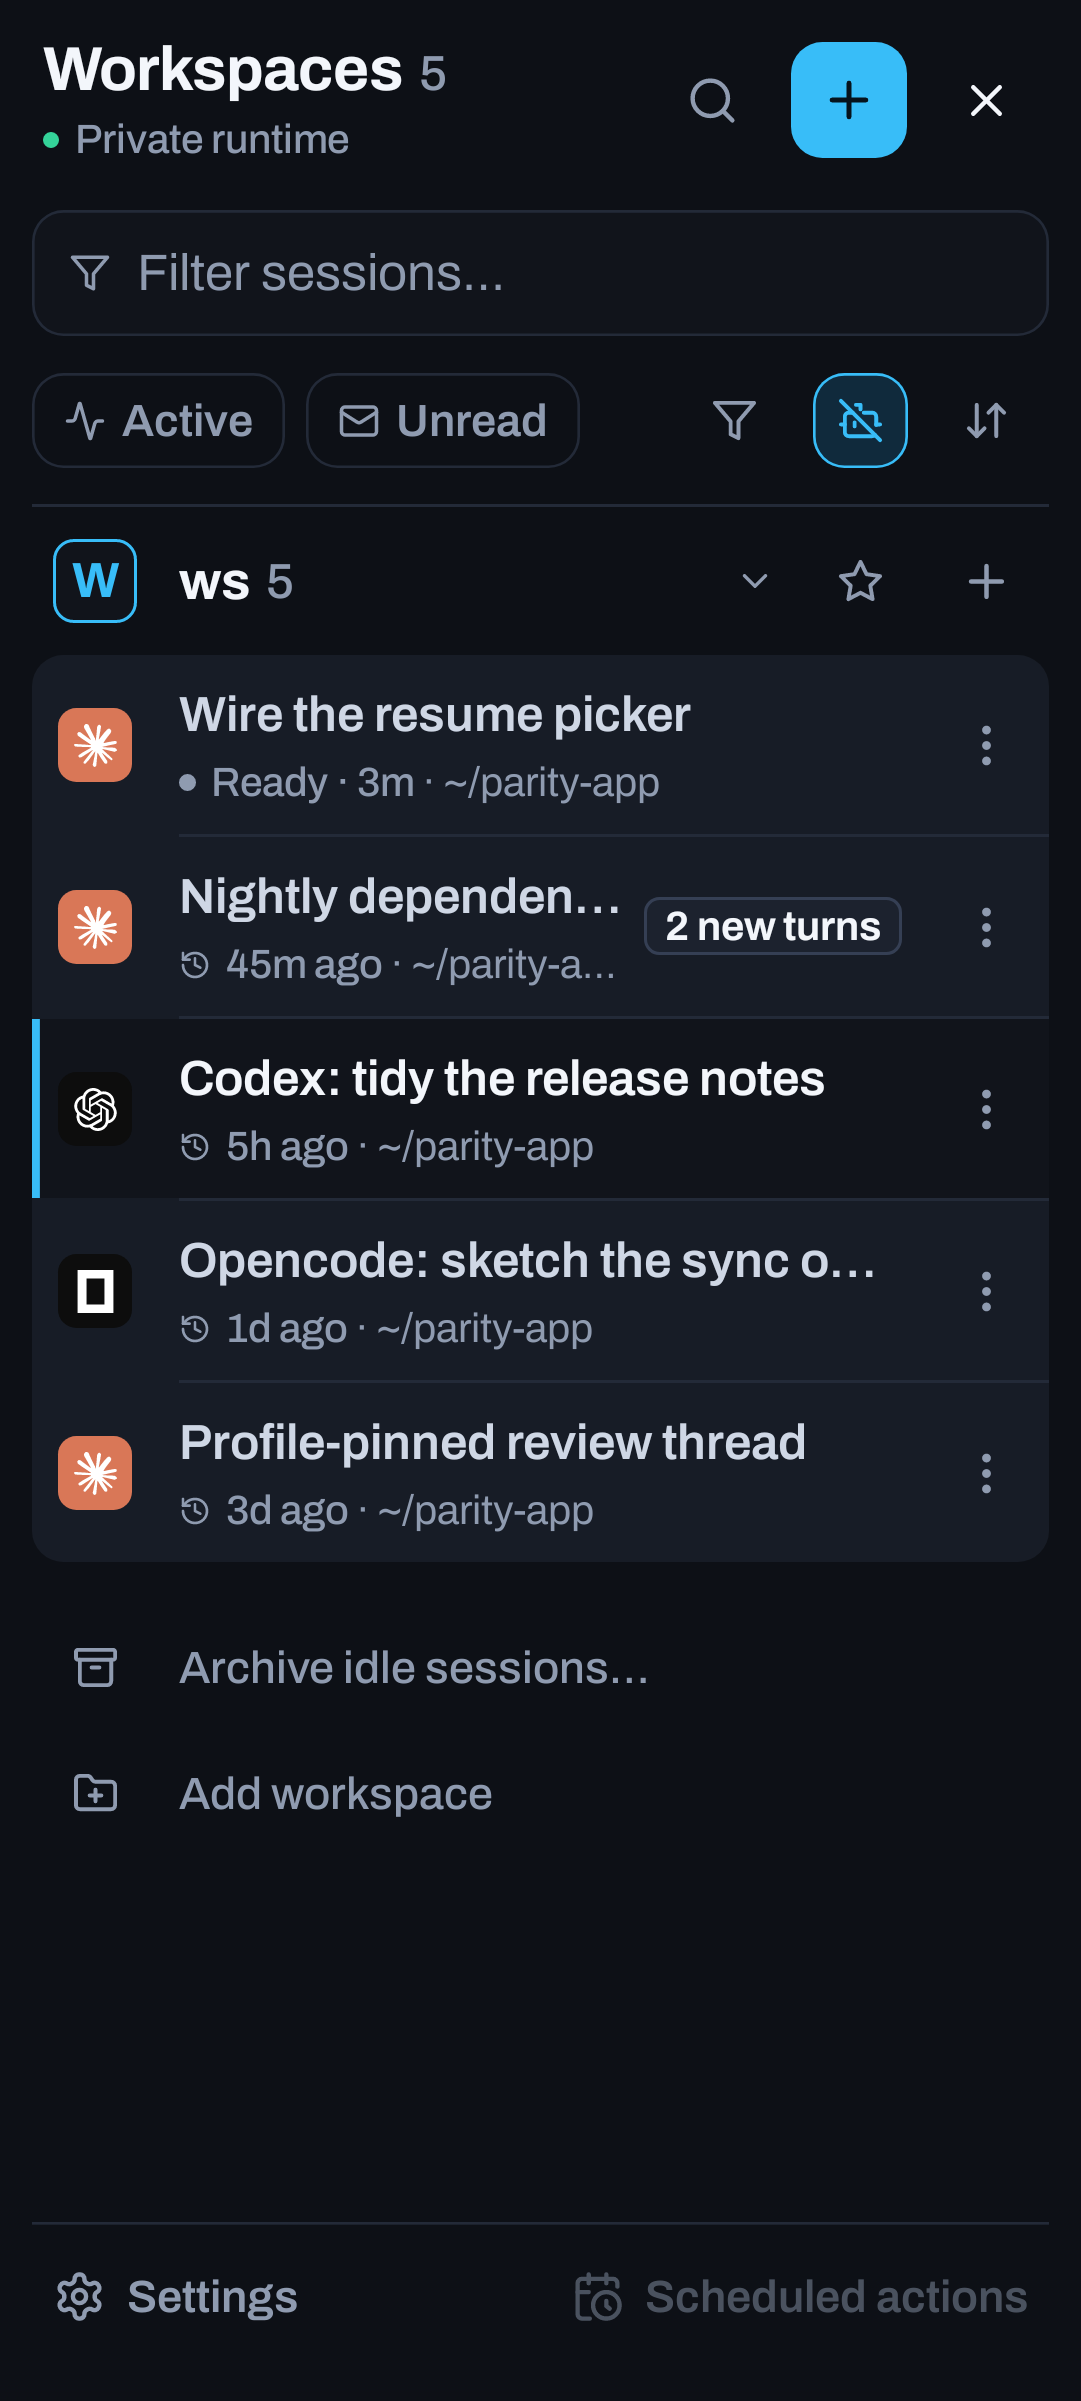 Workspaces 5
Private runtime
Filter sessions...
Active
Unread
W ws 5
Wire the resume picker
Ready · 3m · ~/parity-app
Nightly dependen...
2 new turns
45m ago · ~/parity-a...
Codex: tidy the release notes
5h ago · ~/parity-app
Opencode: sketch the sync o...
1d ago · ~/parity-app
Profile-pinned review thread
3d ago · ~/parity-app
Archive idle sessions...
Add workspace
Settings
Scheduled actions